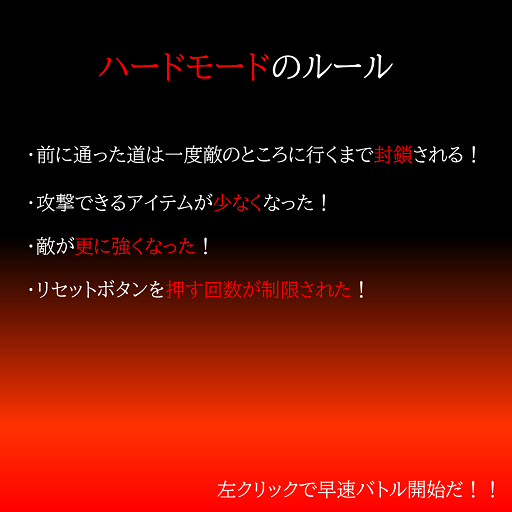 ハードモードのルール
・前に通った道は一度敵のところに行くまで封鎖される！
・攻撃できるアイテムが少なくなった！
・敵が更に強くなった！
・リセットボタンを押す回数が制限された！
左クリックで早速バトル開始だ！！